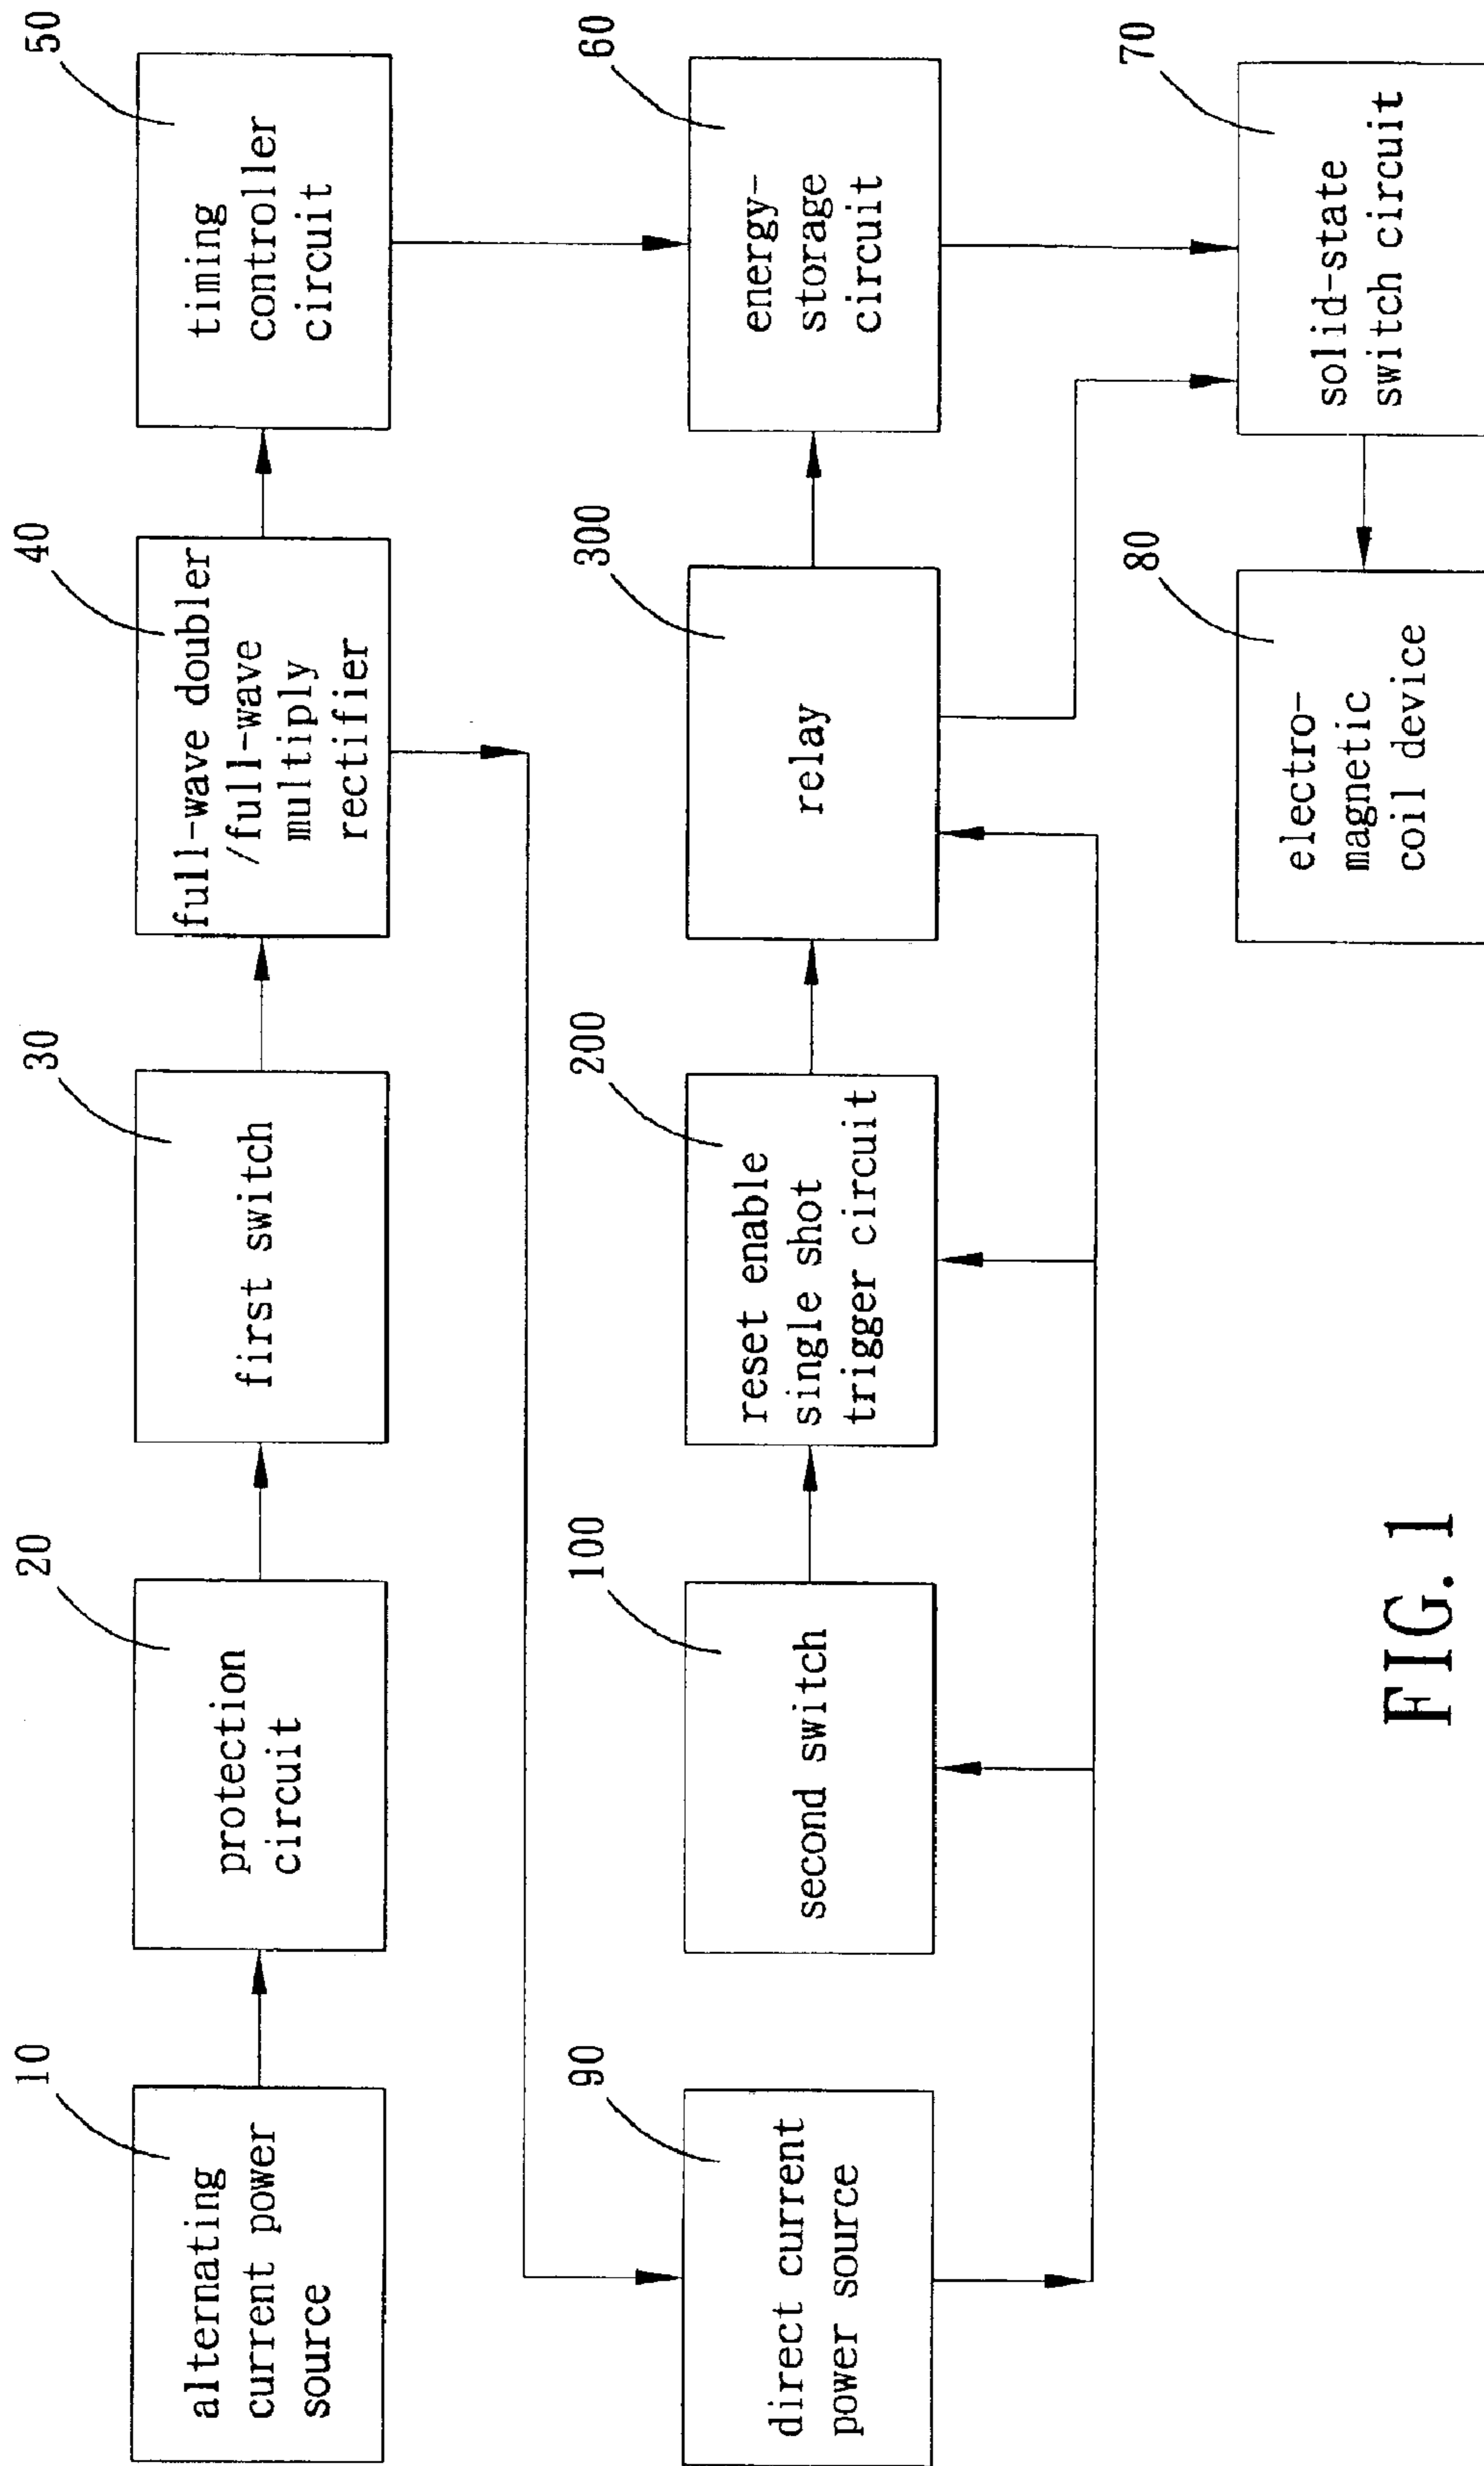 10
alternating
current power
source
20
protection
circuit
30
first switch
40
full-wave doubler
/full-wave
multiply
rectifier
50
timing
controller
circuit
90
direct current
power source
100
second switch
200
reset enable
single shot
trigger circuit
300
relay
60
energy-
storage
circuit
80
electro-
magnetic
coil device
70
solid-state
switch circuit
FIG. 1